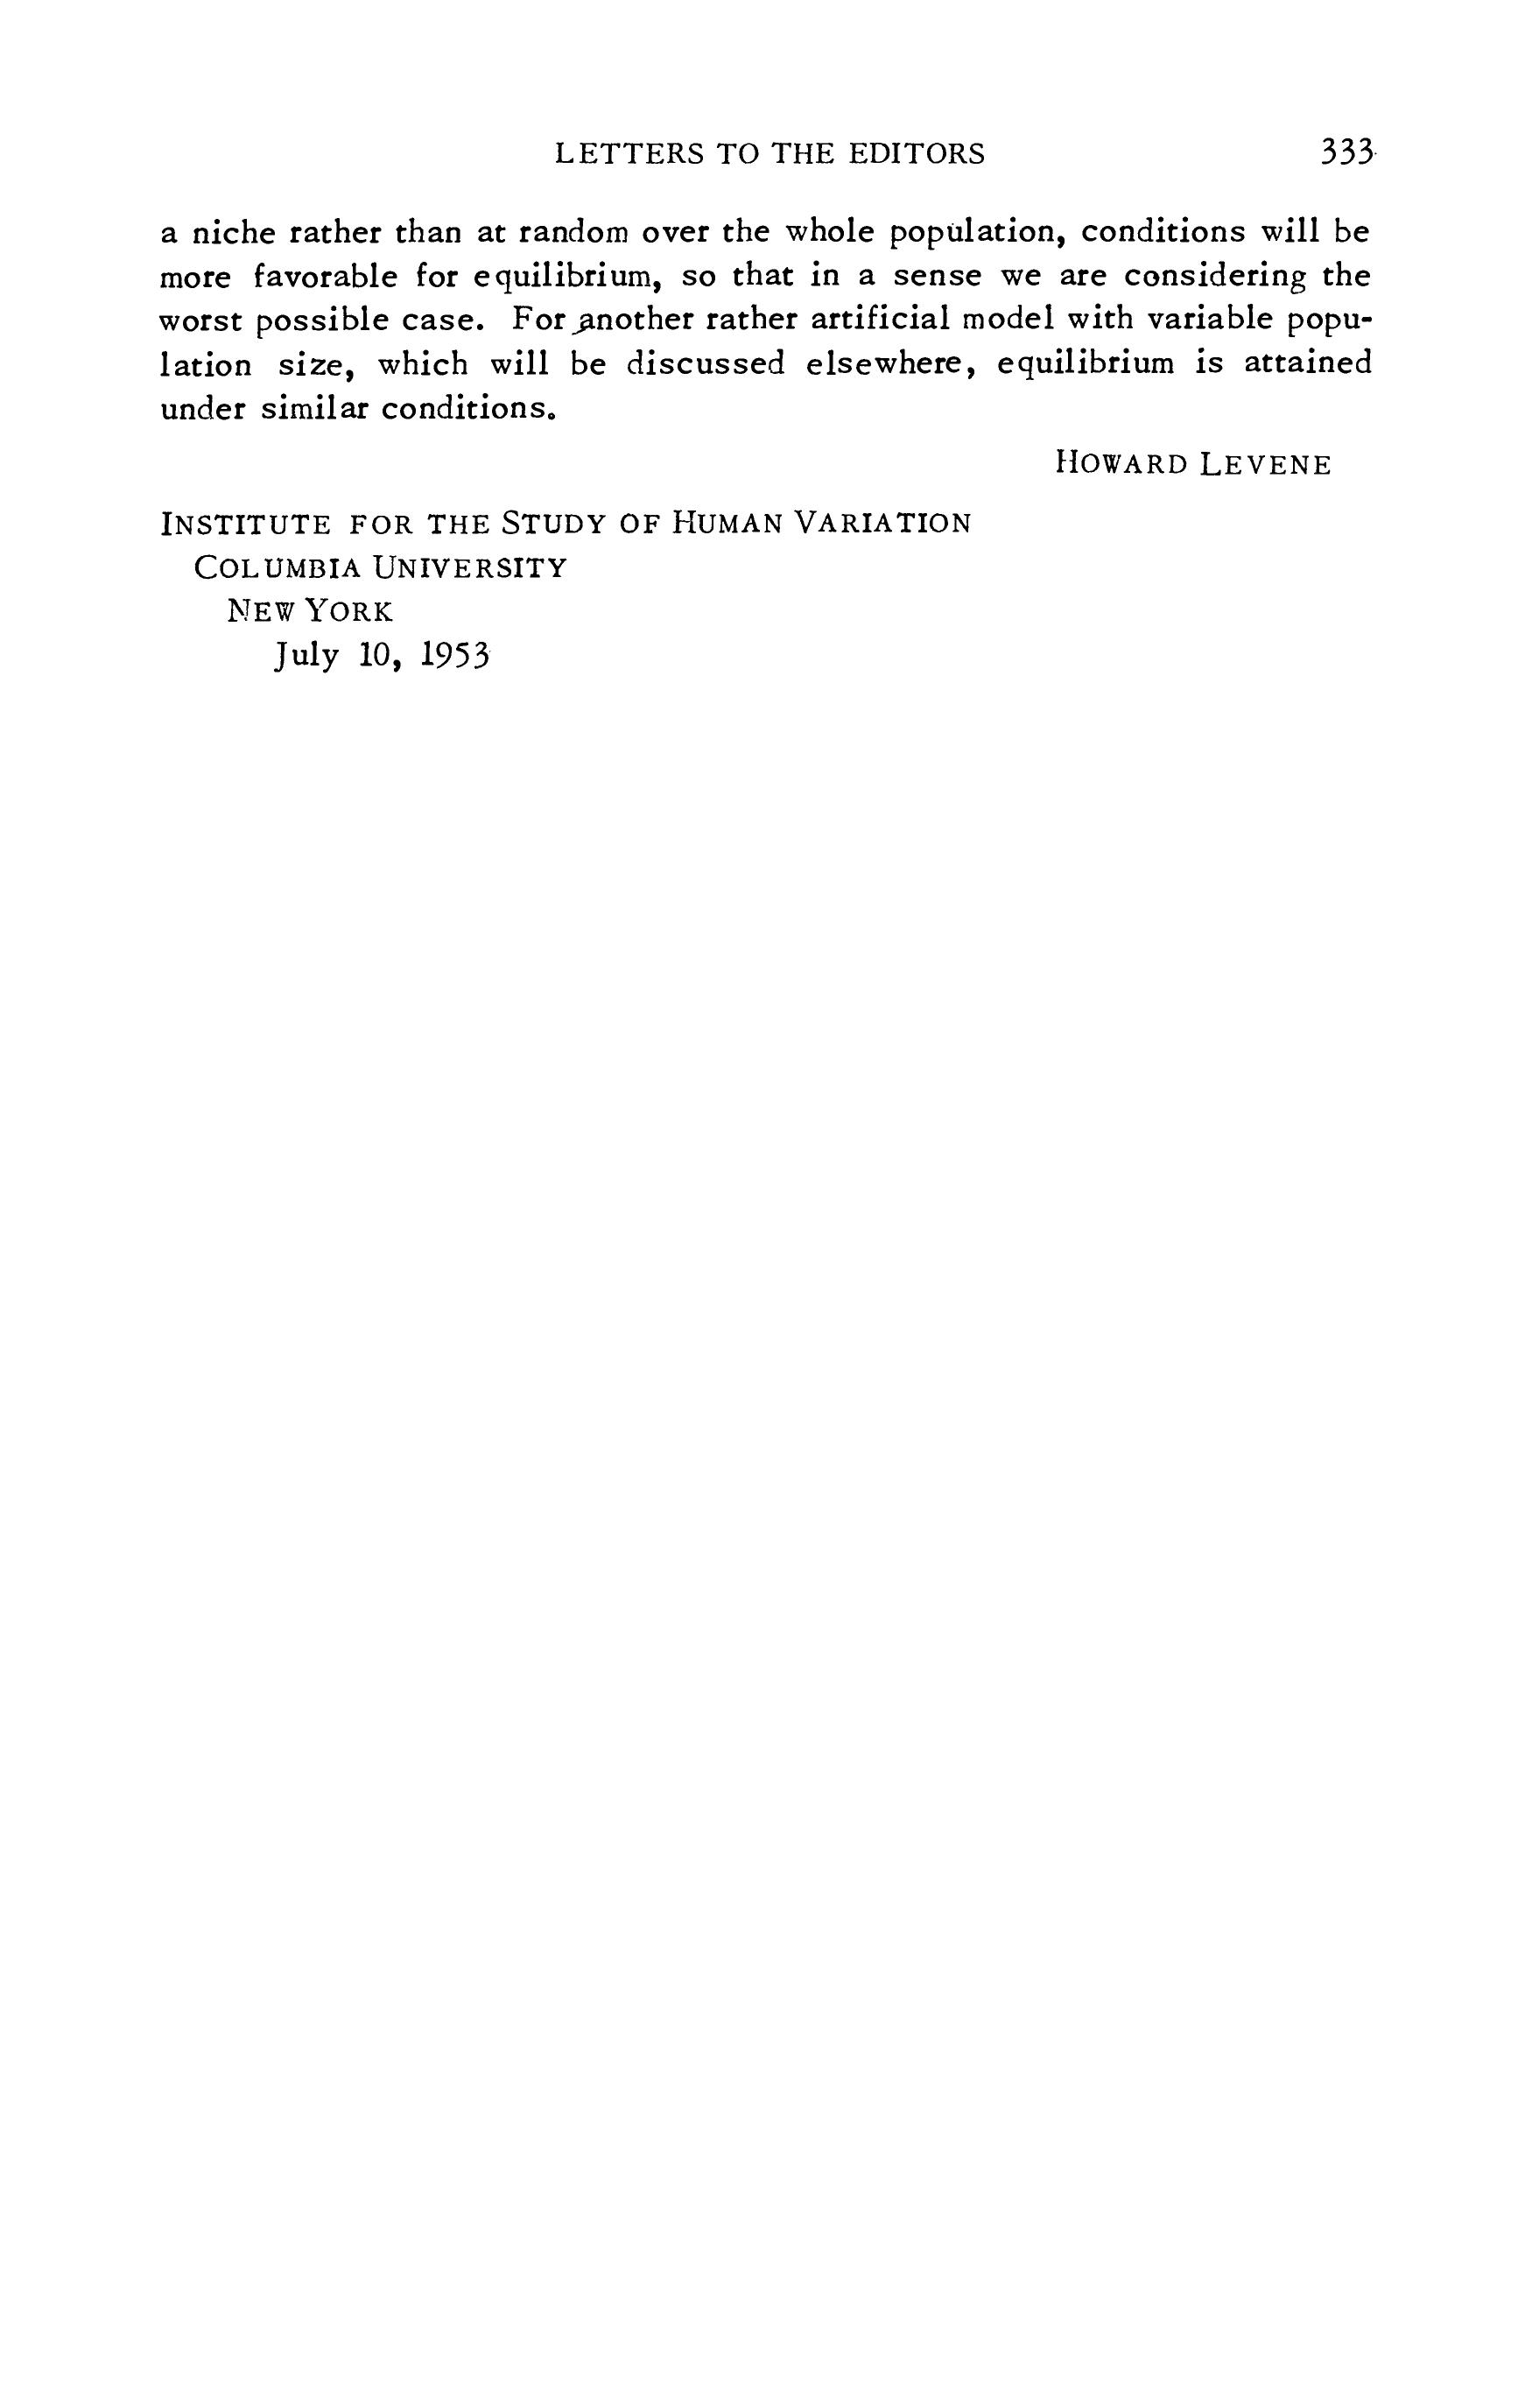 LETTERS TO THE EDITORS 333
a niche rather than at random over the whole population, conditions will be
more favorable for equilibrium, so that in a sense we are considering the
worst possible case. For another rather artificial model with variable popu-
lation size, which will be discussed elsewhere, equilibrium is attained
under similar conditions.
HOWARD LEVENE
INSTITUTE FOR THE STUDY OF HUMAN VARIATION
COLUMBIA UNIVERSITY
NEW YORK
July 10, 1953